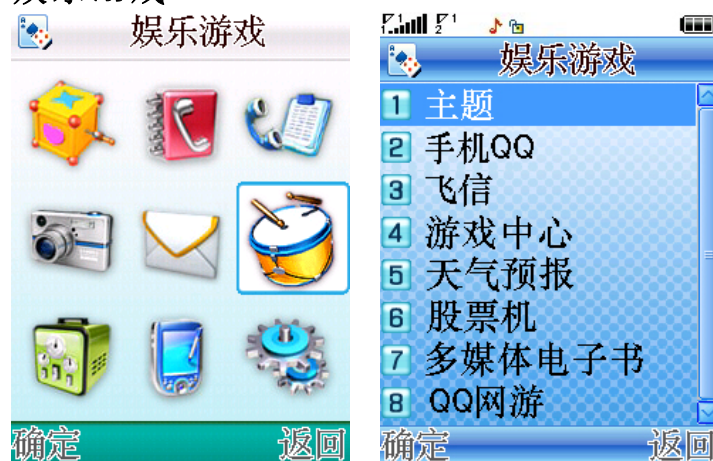 娱乐游戏
确定 返回
娱乐游戏
1 主题
2 手机QQ
3 飞信
4 游戏中心
5 天气预报
6 股票机
7 多媒体电子书
8 QQ网游
确定 返回